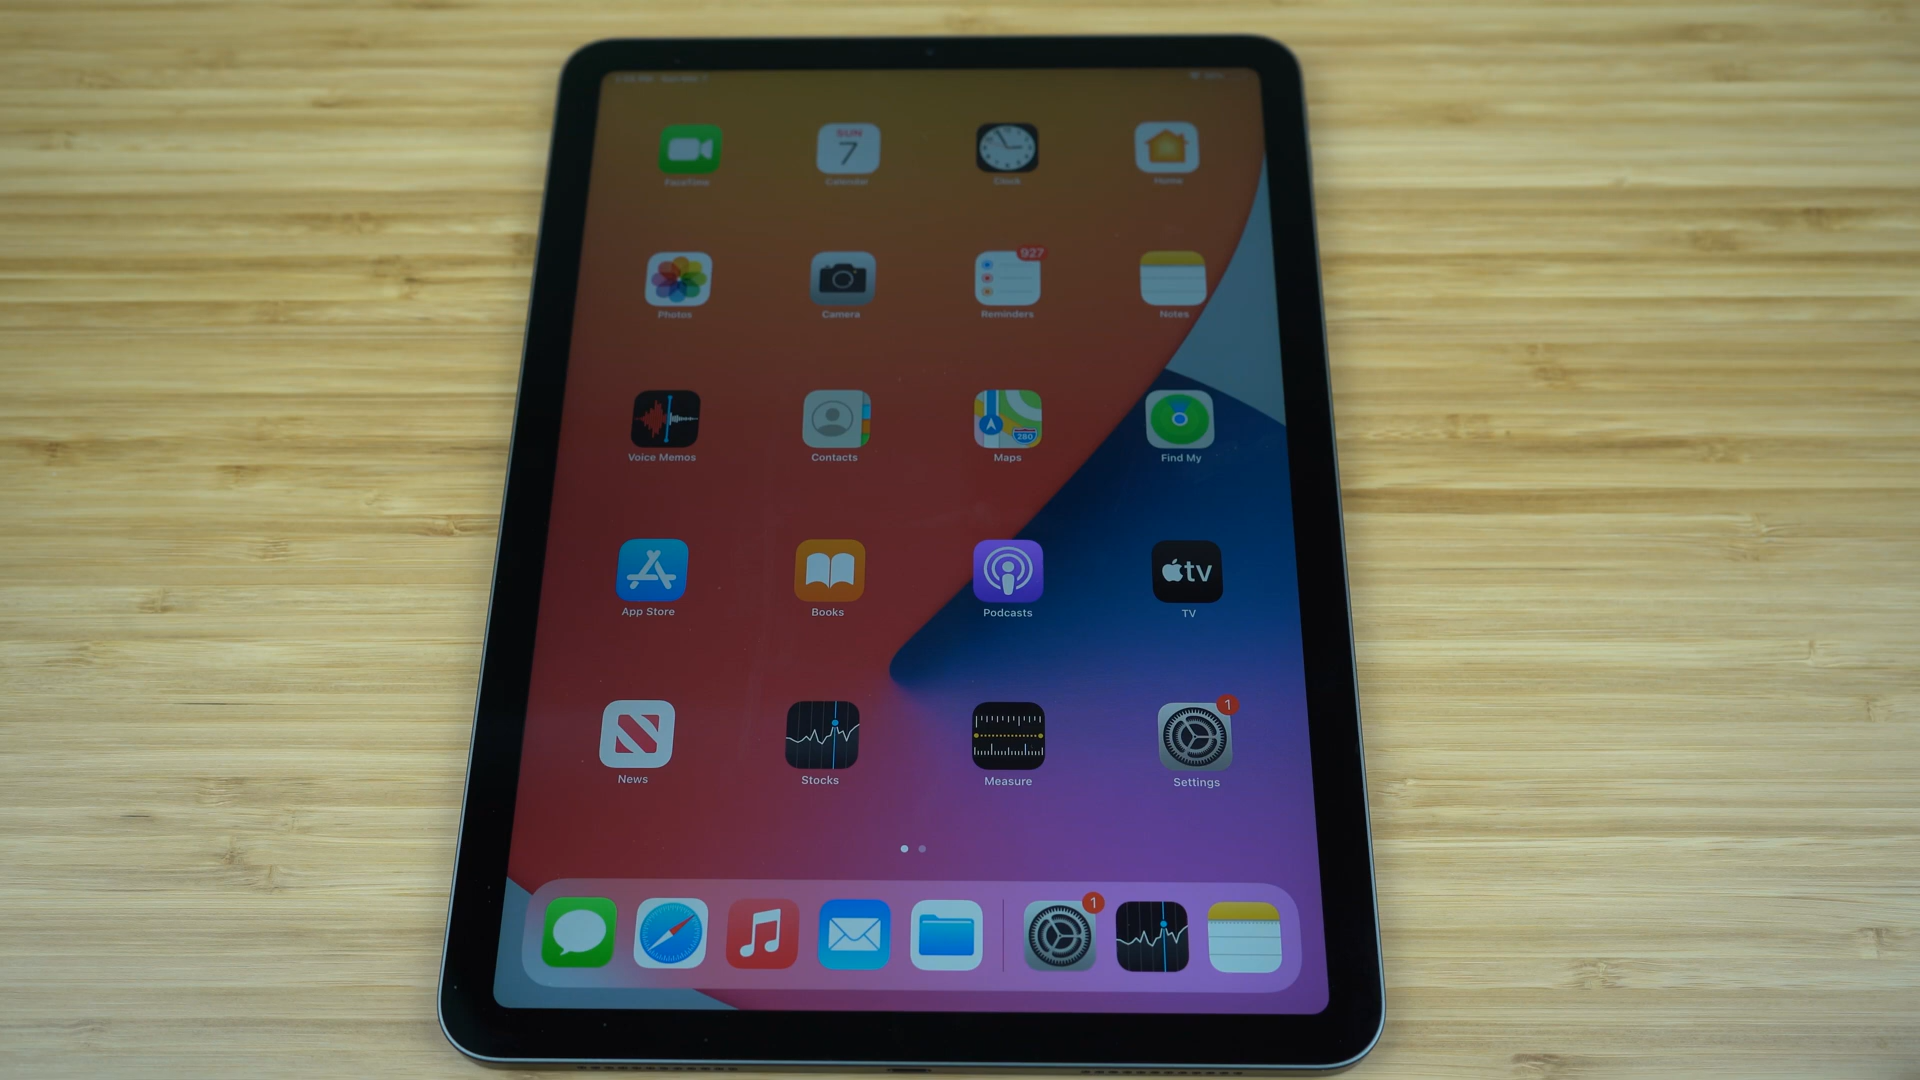 SUN
7
FaceTime
Calendar
Clock
Home
927
Photos
Camera
Reminders
Notes
280
Voice Memos
Contacts
Maps
Find My
tv
App Store
Books
Podcasts
TV
1
News
Stocks
Measure
Settings
1